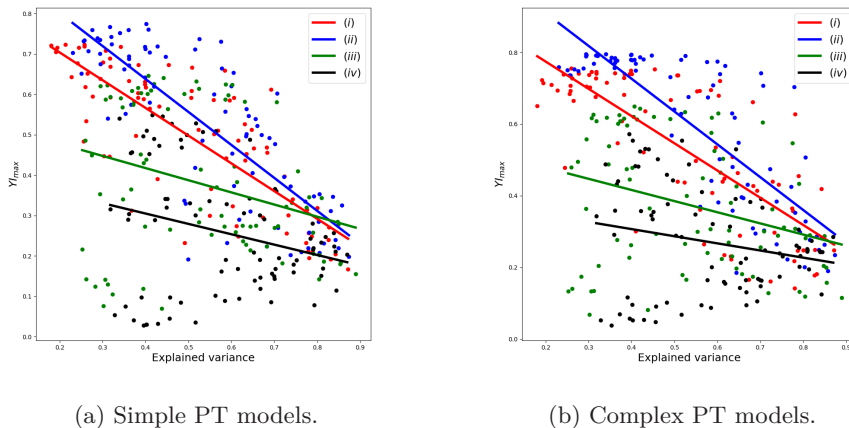 0.8
0.7
0.6
0.5
0.4
0.3
0.2
0.1
0.0
YI_max
0.2 0.3 0.4 0.5 0.6 0.7 0.8 0.9
Explained variance
(i)
(ii)
(iii)
(iv)
(a) Simple PT models.
0.8
0.6
0.4
0.2
0.0
YI_max
0.2 0.3 0.4 0.5 0.6 0.7 0.8 0.9
Explained variance
(i)
(ii)
(iii)
(iv)
(b) Complex PT models.